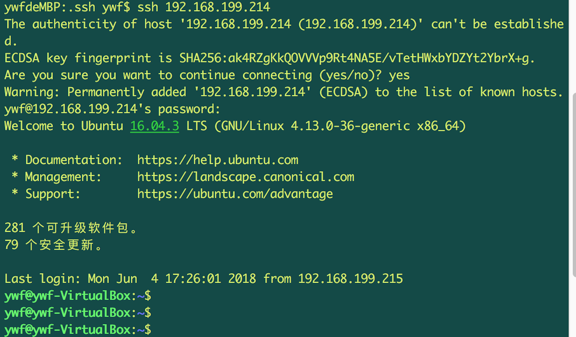 ywfdeMBP:.ssh ywf$ ssh 192.168.199.214
The authenticity of host '192.168.199.214 (192.168.199.214)' can't be establishe
d.
ECDSA key fingerprint is SHA256:ak4RZgKkQOVVVp9Rt4NA5E/vTetHWxbYDZYt2YbrX+g.
Are you sure you want to continue connecting (yes/no)? yes
Warning: Permanently added '192.168.199.214' (ECDSA) to the list of known hosts.
ywf@192.168.199.214's password:
Welcome to Ubuntu 16.04.3 LTS (GNU/Linux 4.13.0-36-generic x86_64)
* Documentation: https://help.ubuntu.com
* Management: https://landscape.canonical.com
* Support: https://ubuntu.com/advantage
281 个可升级软件包。
79 个安全更新。
Last login: Mon Jun 4 17:26:01 2018 from 192.168.199.215
ywf@ywf-VirtualBox:~$
ywf@ywf-VirtualBox:~$
ywf@ywf-VirtualBox:~$